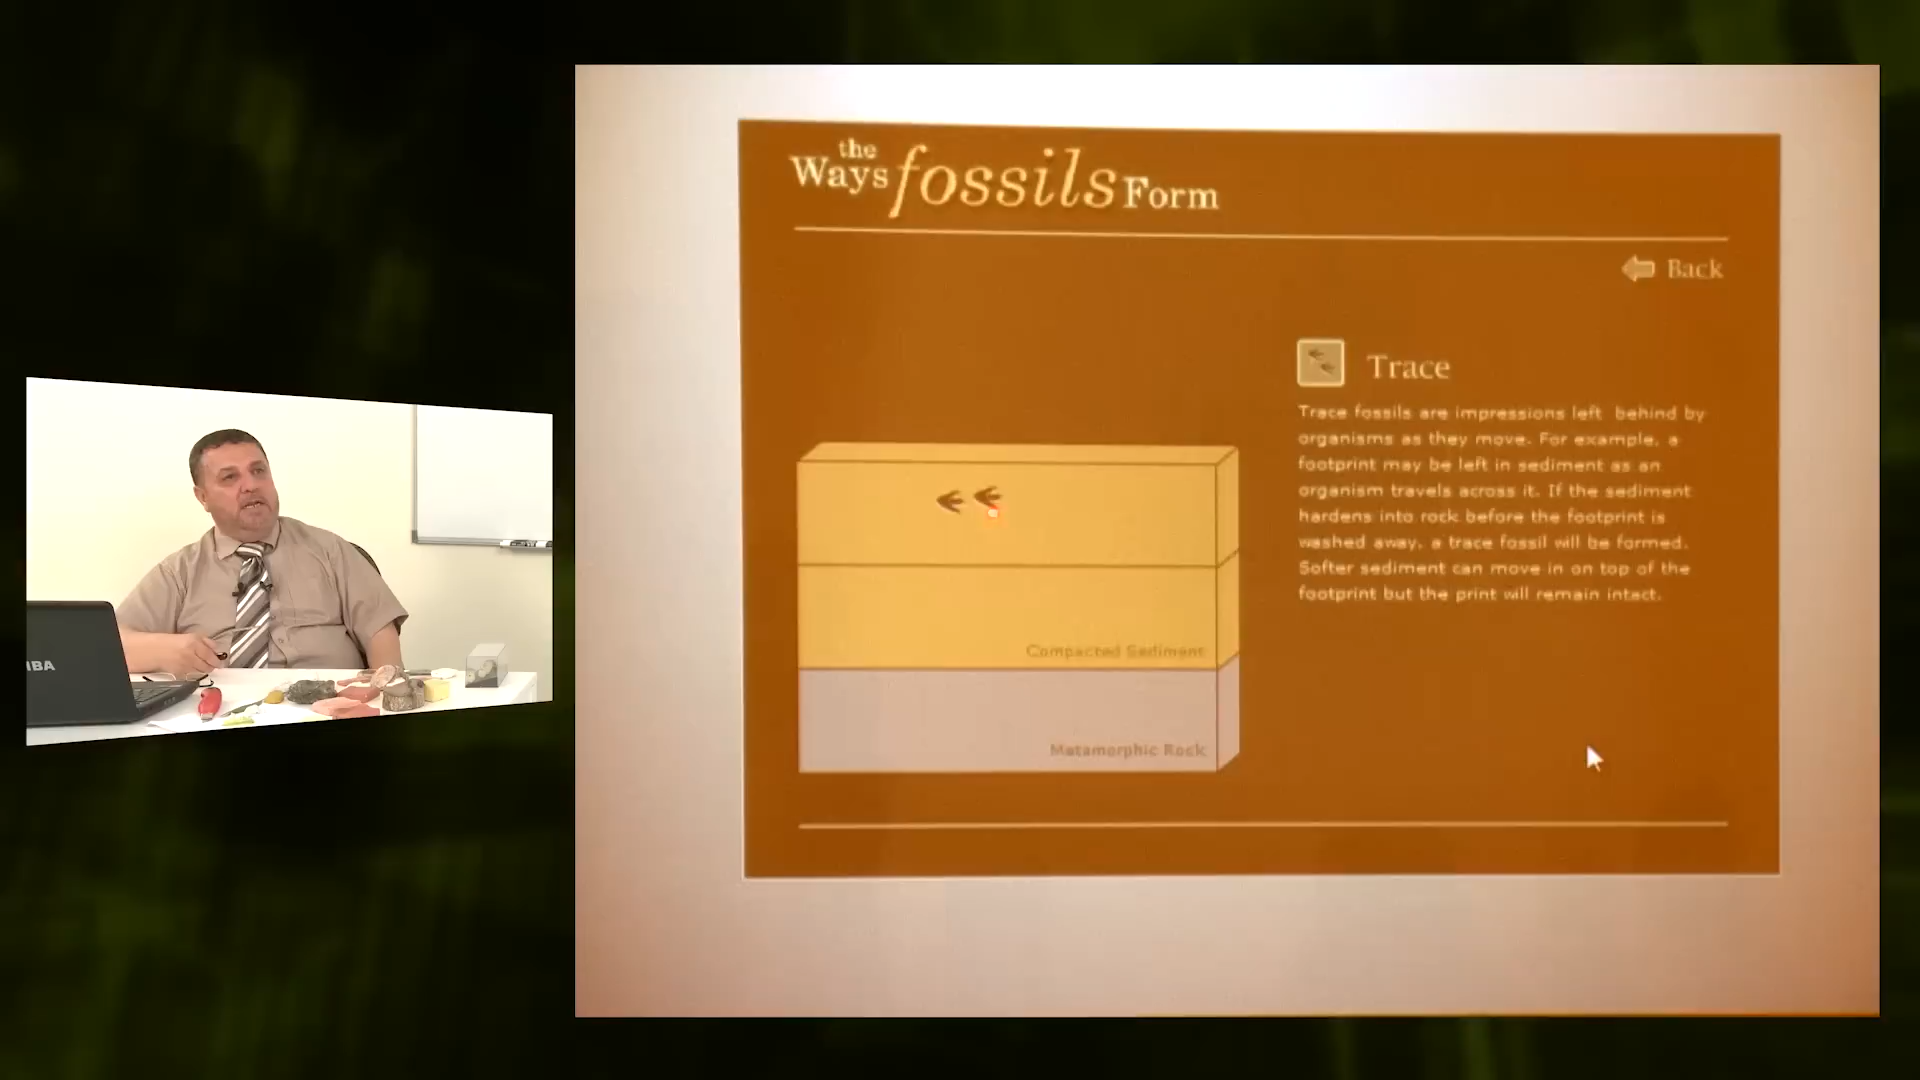 the
Ways fossils Form
Back
Trace
Trace fossils are impressions left behind by
organisms as they move. For example, a
footprint may be left in sediment as an
organism travels across it. If the sediment
hardens into rock before the footprint is
washed away, a trace fossil will be formed.
Softer sediment can move in on top of the
footprint but the print will remain intact.
Compacted Sediment
Metamorphic Rock
IBA